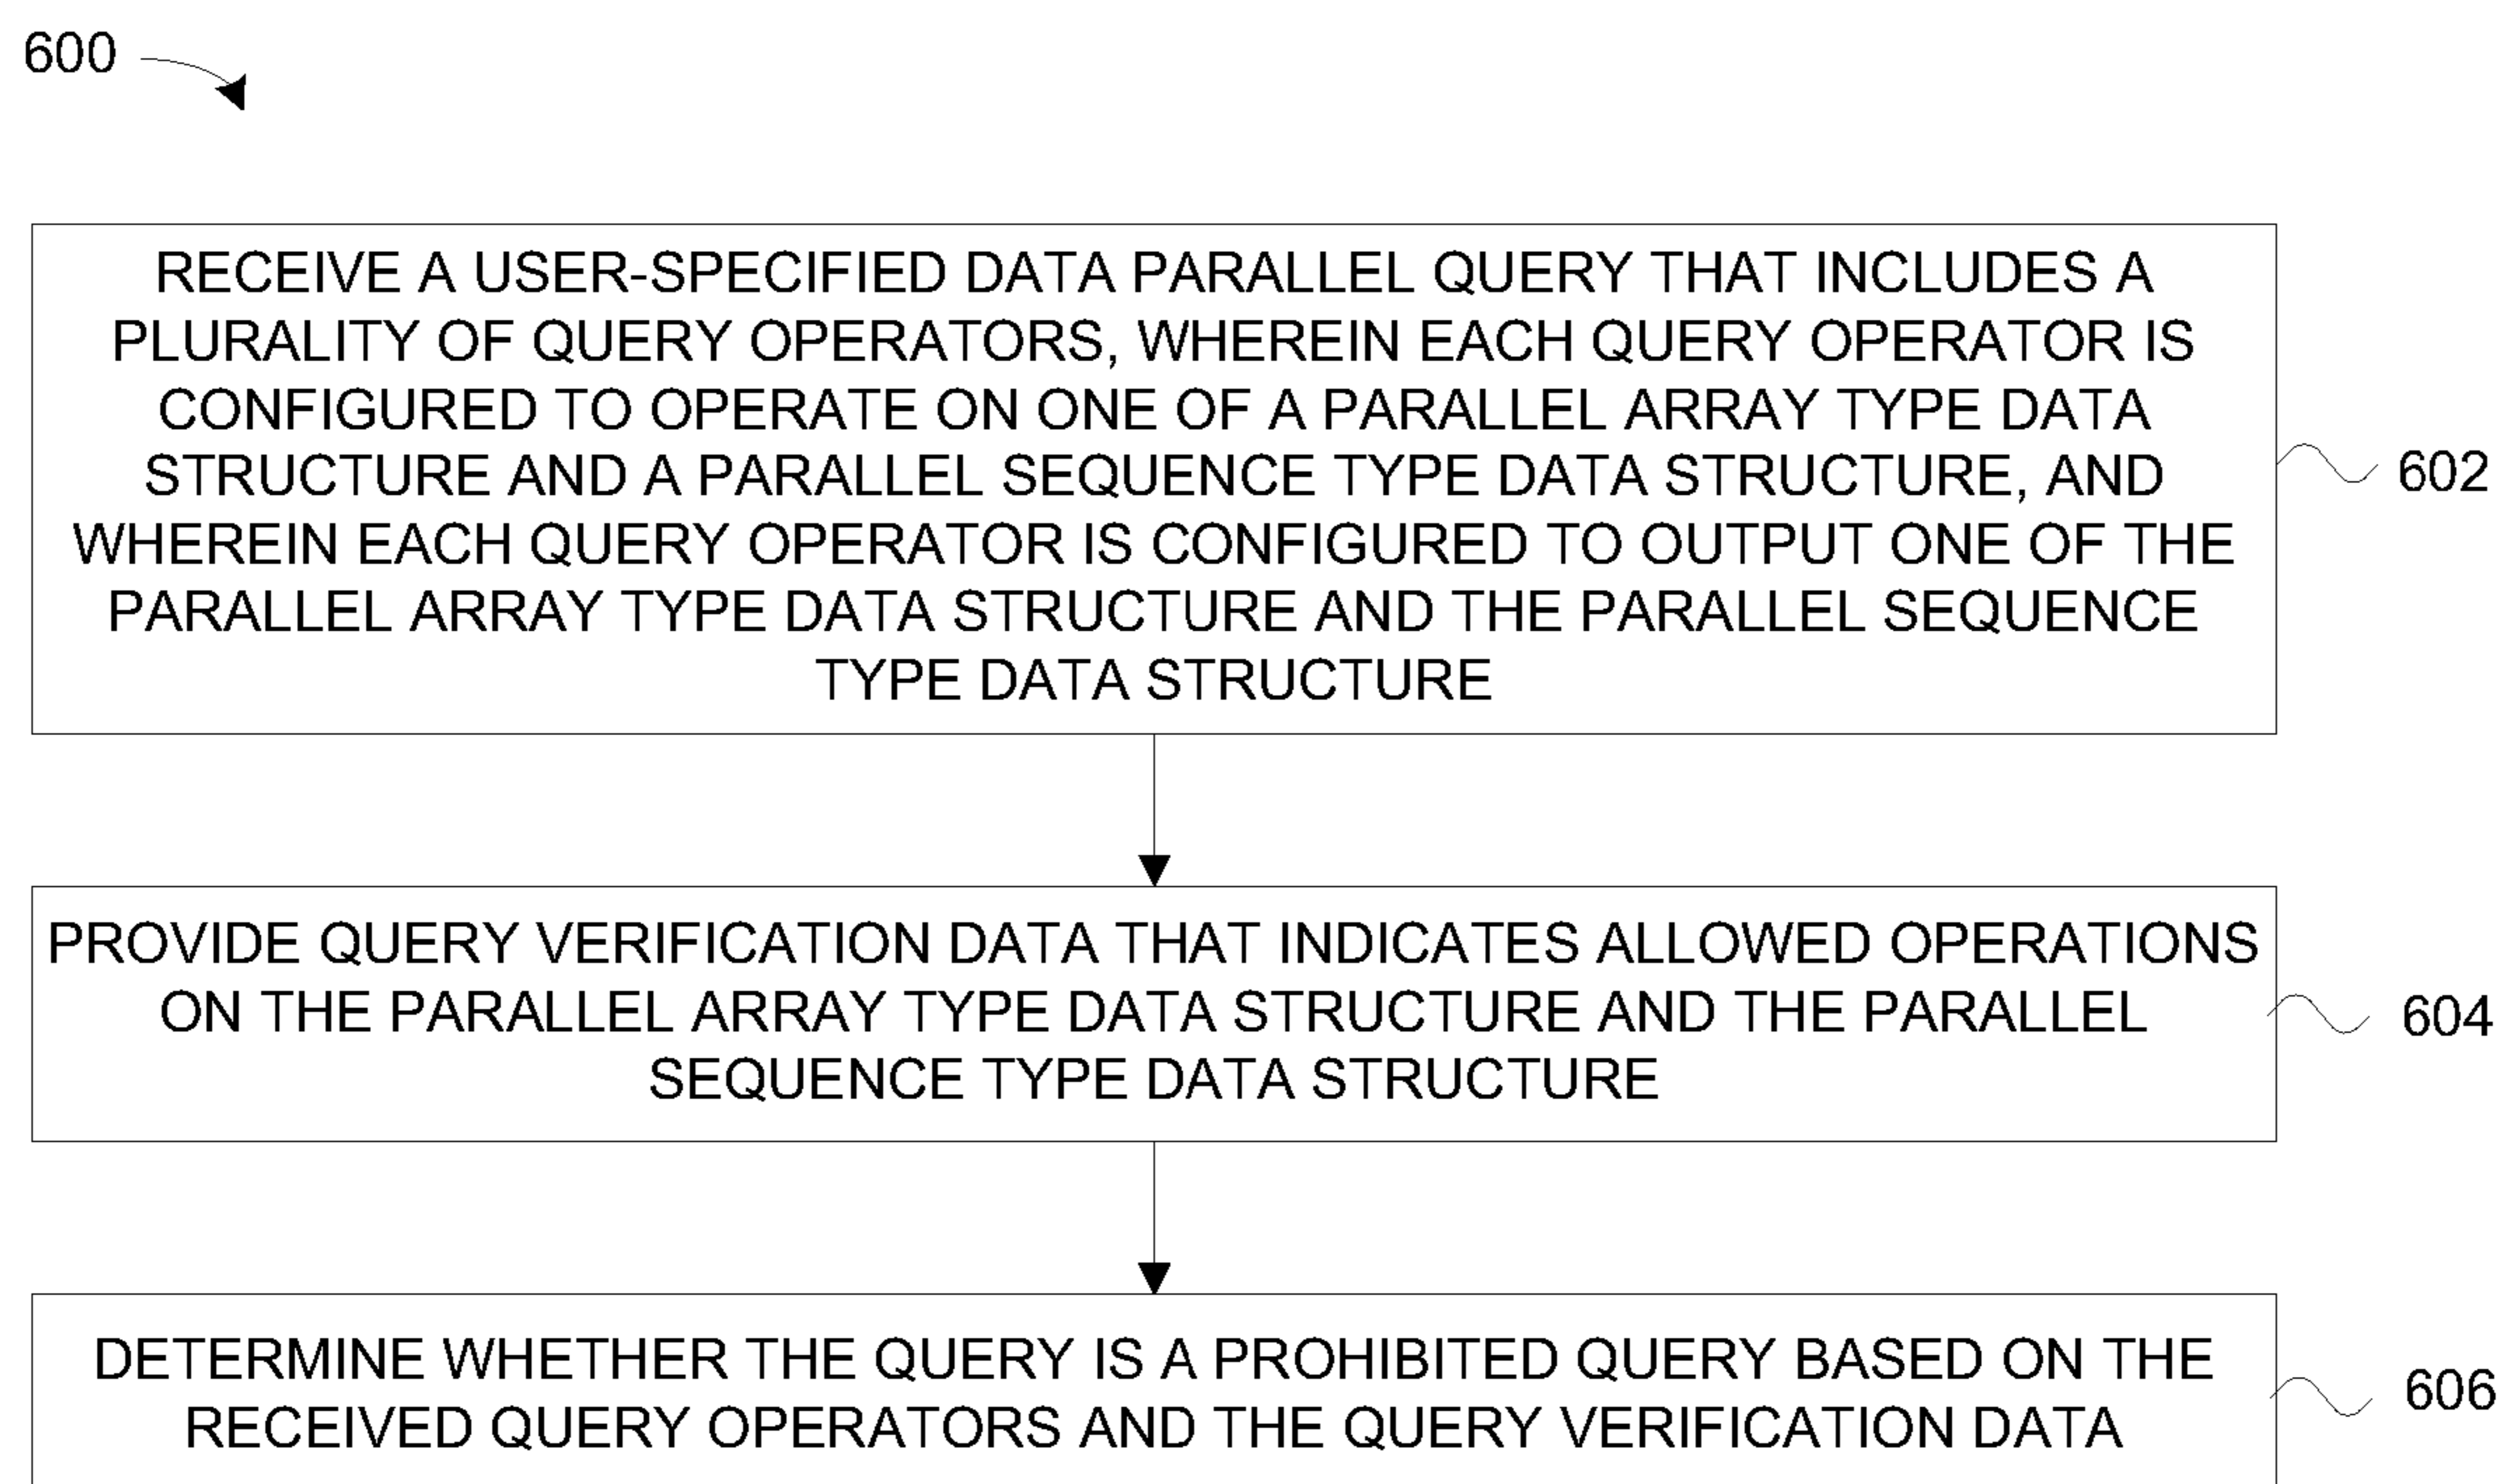 600
RECEIVE A USER-SPECIFIED DATA PARALLEL QUERY THAT INCLUDES A
PLURALITY OF QUERY OPERATORS, WHEREIN EACH QUERY OPERATOR IS
CONFIGURED TO OPERATE ON ONE OF A PARALLEL ARRAY TYPE DATA
STRUCTURE AND A PARALLEL SEQUENCE TYPE DATA STRUCTURE, AND
WHEREIN EACH QUERY OPERATOR IS CONFIGURED TO OUTPUT ONE OF THE
PARALLEL ARRAY TYPE DATA STRUCTURE AND THE PARALLEL SEQUENCE
TYPE DATA STRUCTURE
602
PROVIDE QUERY VERIFICATION DATA THAT INDICATES ALLOWED OPERATIONS
ON THE PARALLEL ARRAY TYPE DATA STRUCTURE AND THE PARALLEL
SEQUENCE TYPE DATA STRUCTURE
604
DETERMINE WHETHER THE QUERY IS A PROHIBITED QUERY BASED ON THE
RECEIVED QUERY OPERATORS AND THE QUERY VERIFICATION DATA
606